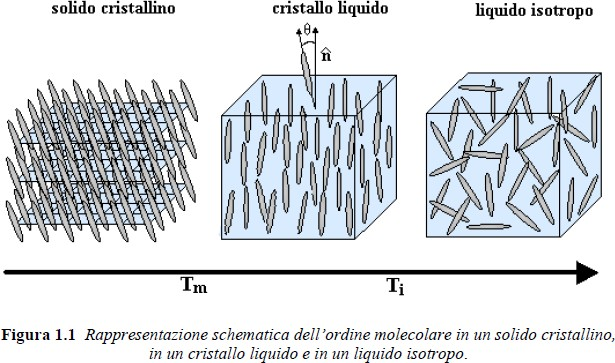 solido cristallino
cristallo liquido
liquido isotropo
θ
n̂
Tm
Ti
Figura 1.1 Rappresentazione schematica dell'ordine molecolare in un solido cristallino,
in un cristallo liquido e in un liquido isotropo.